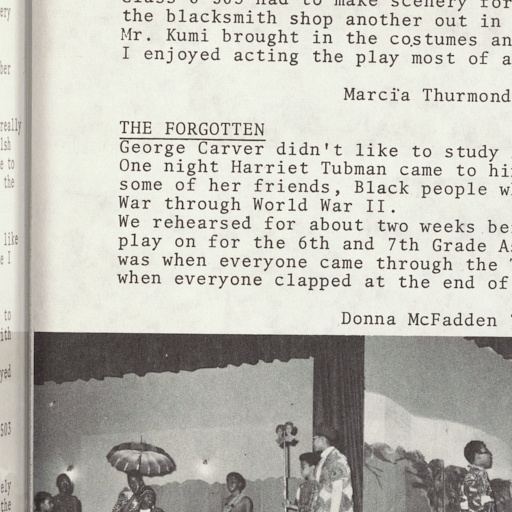 ery
ber
really
lsh
e to
the
like
e I
to
ith
yed
503
ely
the
Class 6-503 had to make scenery for
the blacksmith shop another out in
Mr. Kumi brought in the costumes an
I enjoyed acting the play most of a
Marcia Thurmond
THE FORGOTTEN
George Carver didn't like to study
One night Harriet Tubman came to hi
some of her friends, Black people w
War through World War II.
We rehearsed for about two weeks be
play on for the 6th and 7th Grade A
was when everyone came through the
when everyone clapped at the end of
Donna McFadden